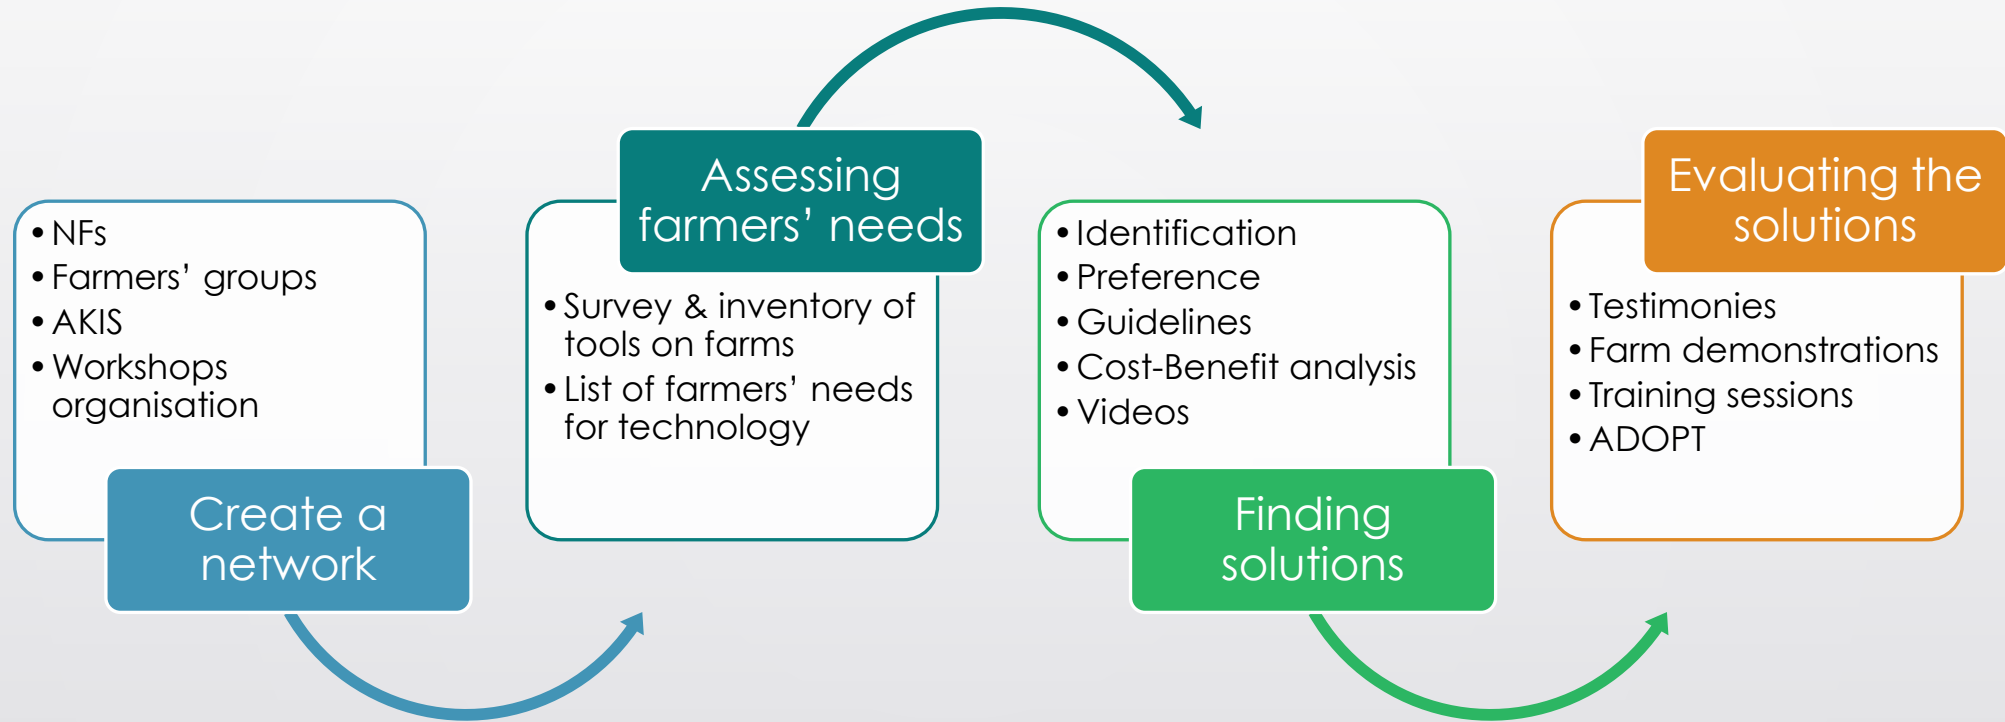 • NFs
• Farmers’ groups
• AKIS
• Workshops
organisation
Create a
network
Assessing
farmers’ needs
• Survey & inventory of
tools on farms
• List of farmers’ needs
for technology
• Identification
• Preference
• Guidelines
• Cost-Benefit analysis
• Videos
Finding
solutions
Evaluating the
solutions
• Testimonies
• Farm demonstrations
• Training sessions
• ADOPT